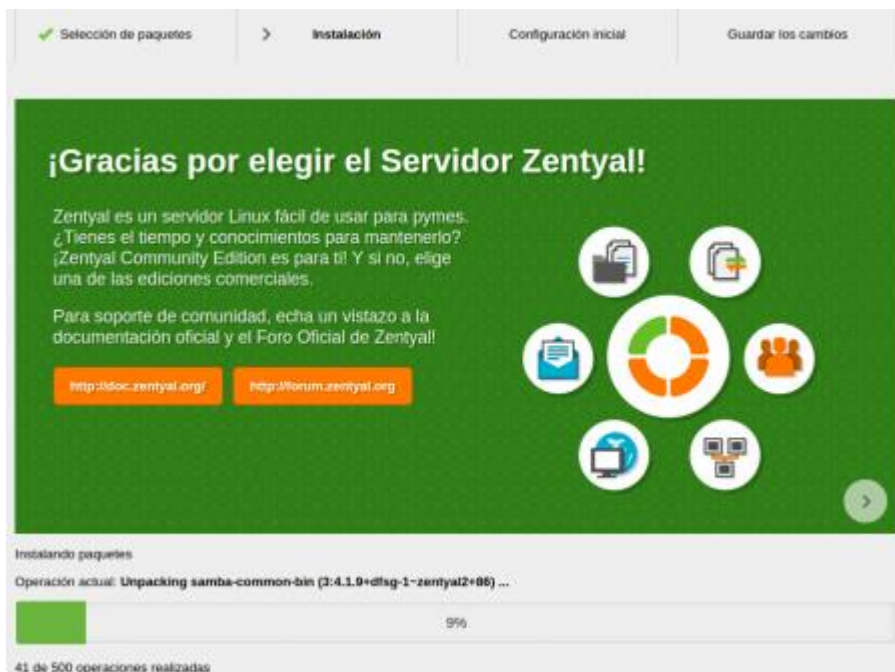 Selección de paquetes
Instalación
Configuración inicial
Guardar los cambios
¡Gracias por elegir el Servidor Zentyal!
Zentyal es un servidor Linux fácil de usar para pymes.
¿Tienes el tiempo y conocimientos para mantenerlo?
¡Zentyal Community Edition es para ti! Y si no, elige
una de las ediciones comerciales.
Para soporte de comunidad, echa un vistazo a la
documentación oficial y el Foro Oficial de Zentyal!
http://doc.zentyal.org/
http://forum.zentyal.org
Instalando paquetes
Operación actual: Unpacking samba-common-bin (3:4.1.9+dfsg-1~zentyal2+86) ...
9%
41 de 500 operaciones realizadas